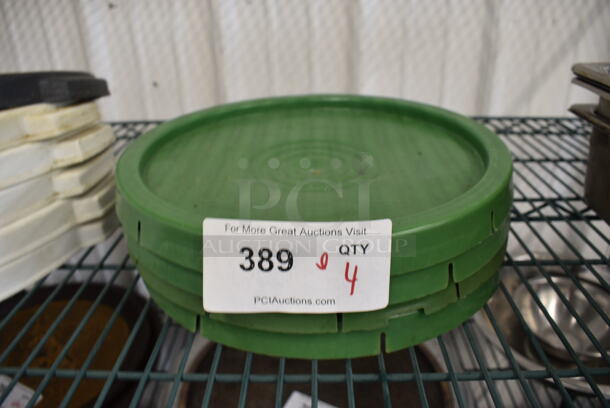 PCI
AUCTION GROUP
For More Great Auctions Visit
389 QTY
4
PCIAuctions.com